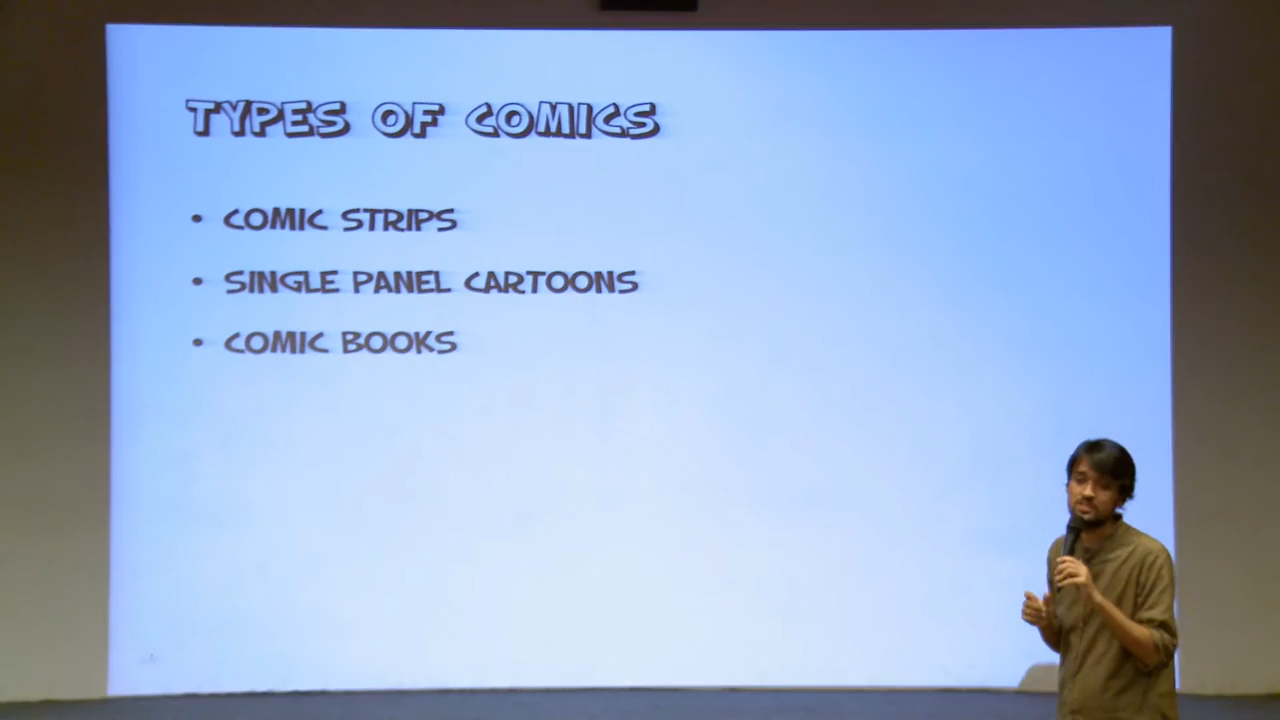 TYPES OF COMICS
• COMIC STRIPS
• SINGLE PANEL CARTOONS
• COMIC BOOKS